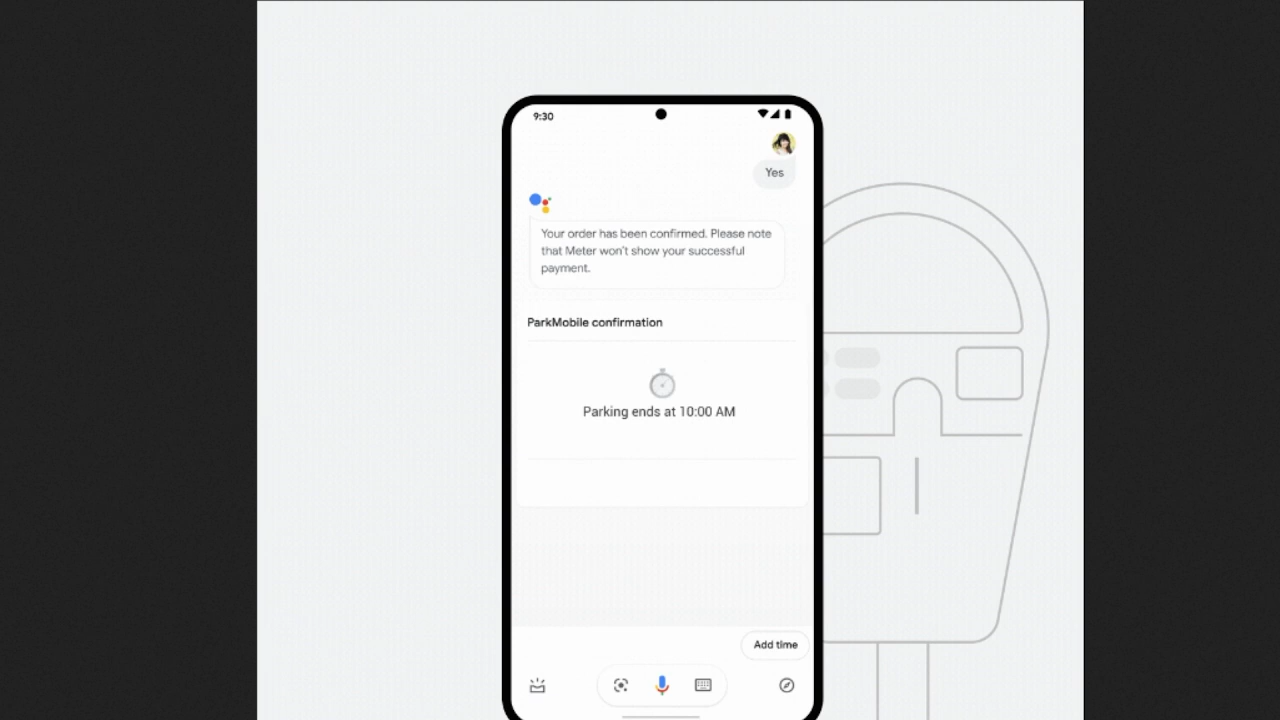 9:30
Yes
Your order has been confirmed. Please note
that Meter won't show your successful
payment.
ParkMobile confirmation
Parking ends at 10:00 AM
Add time